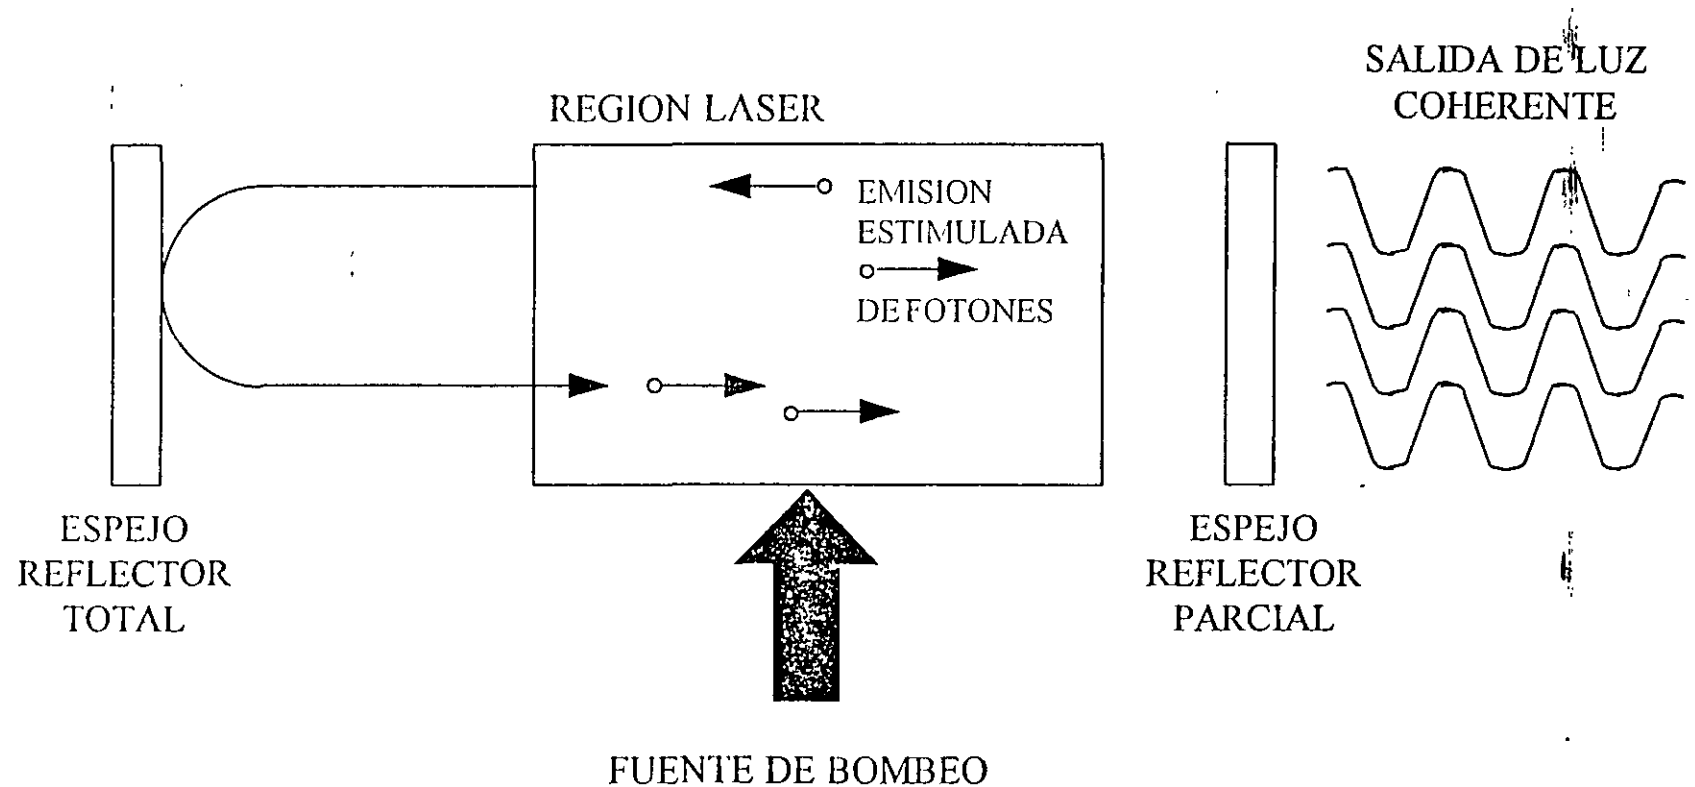 SALIDA DE LUZ
COHERENTE
REGION LASER
EMISION
ESTIMULADA
DE FOTONES
ESPEJO
REFLECTOR
TOTAL
ESPEJO
REFLECTOR
PARCIAL
FUENTE DE BOMBEO